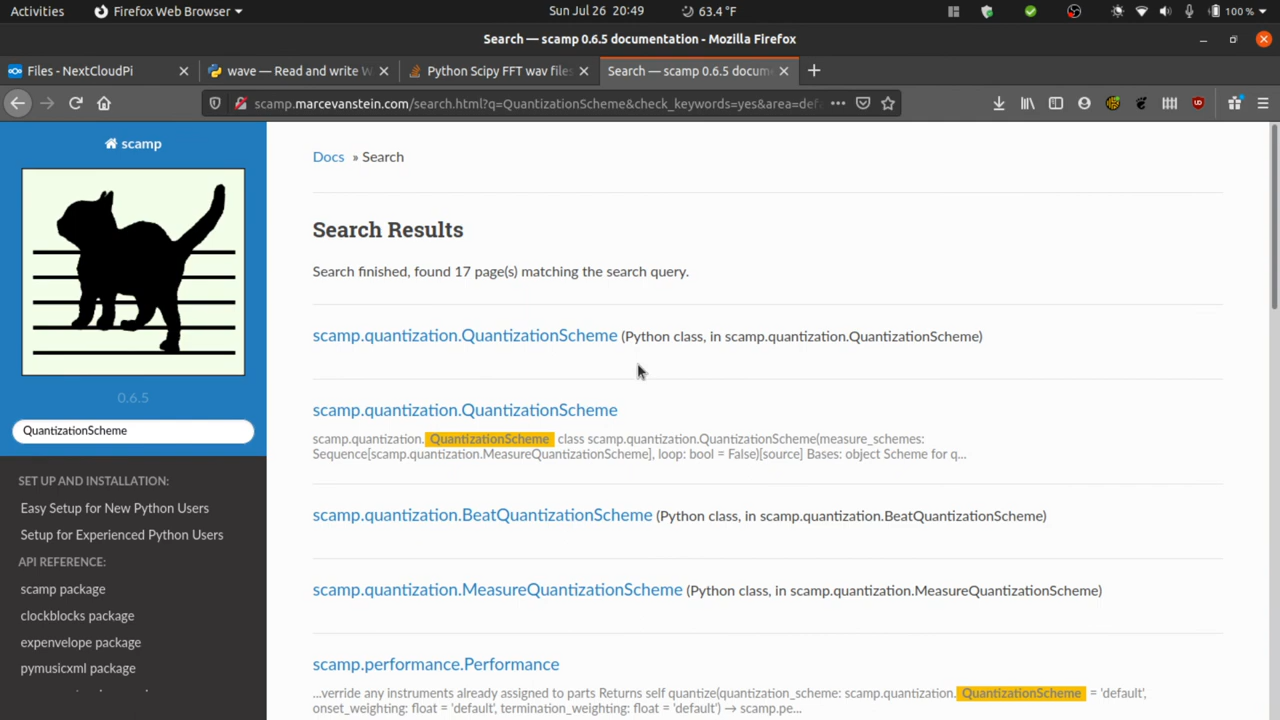 Activities Firefox Web Browser Sun Jul 26 20:49 63.4 °F 100 %
Search — scamp 0.6.5 documentation - Mozilla Firefox
Files - NextCloudPi wave — Read and write W Python Scipy FFT wav files Search — scamp 0.6.5 docum
scamp.marcevanstein.com/search.html?q=QuantizationScheme&check_keywords=yes&area=def
scamp
0.6.5
QuantizationScheme
SET UP AND INSTALLATION:
Easy Setup for New Python Users
Setup for Experienced Python Users
API REFERENCE:
scamp package
clockblocks package
expenvelope package
pymusicxml package
Docs » Search
Search Results
Search finished, found 17 page(s) matching the search query.
scamp.quantization.QuantizationScheme (Python class, in scamp.quantization.QuantizationScheme)
scamp.quantization.QuantizationScheme
scamp.quantization. QuantizationScheme class scamp.quantization.QuantizationScheme(measure_schemes:
Sequence[scamp.quantization.MeasureQuantizationScheme], loop: bool = False)[source] Bases: object Scheme for q...
scamp.quantization.BeatQuantizationScheme (Python class, in scamp.quantization.BeatQuantizationScheme)
scamp.quantization.MeasureQuantizationScheme (Python class, in scamp.quantization.MeasureQuantizationScheme)
scamp.performance.Performance
...verride any instruments already assigned to parts Returns self quantize(quantization_scheme: scamp.quantization. QuantizationScheme = 'default',
onset_weighting: float = 'default', termination_weighting: float = 'default') → scamp.pe...